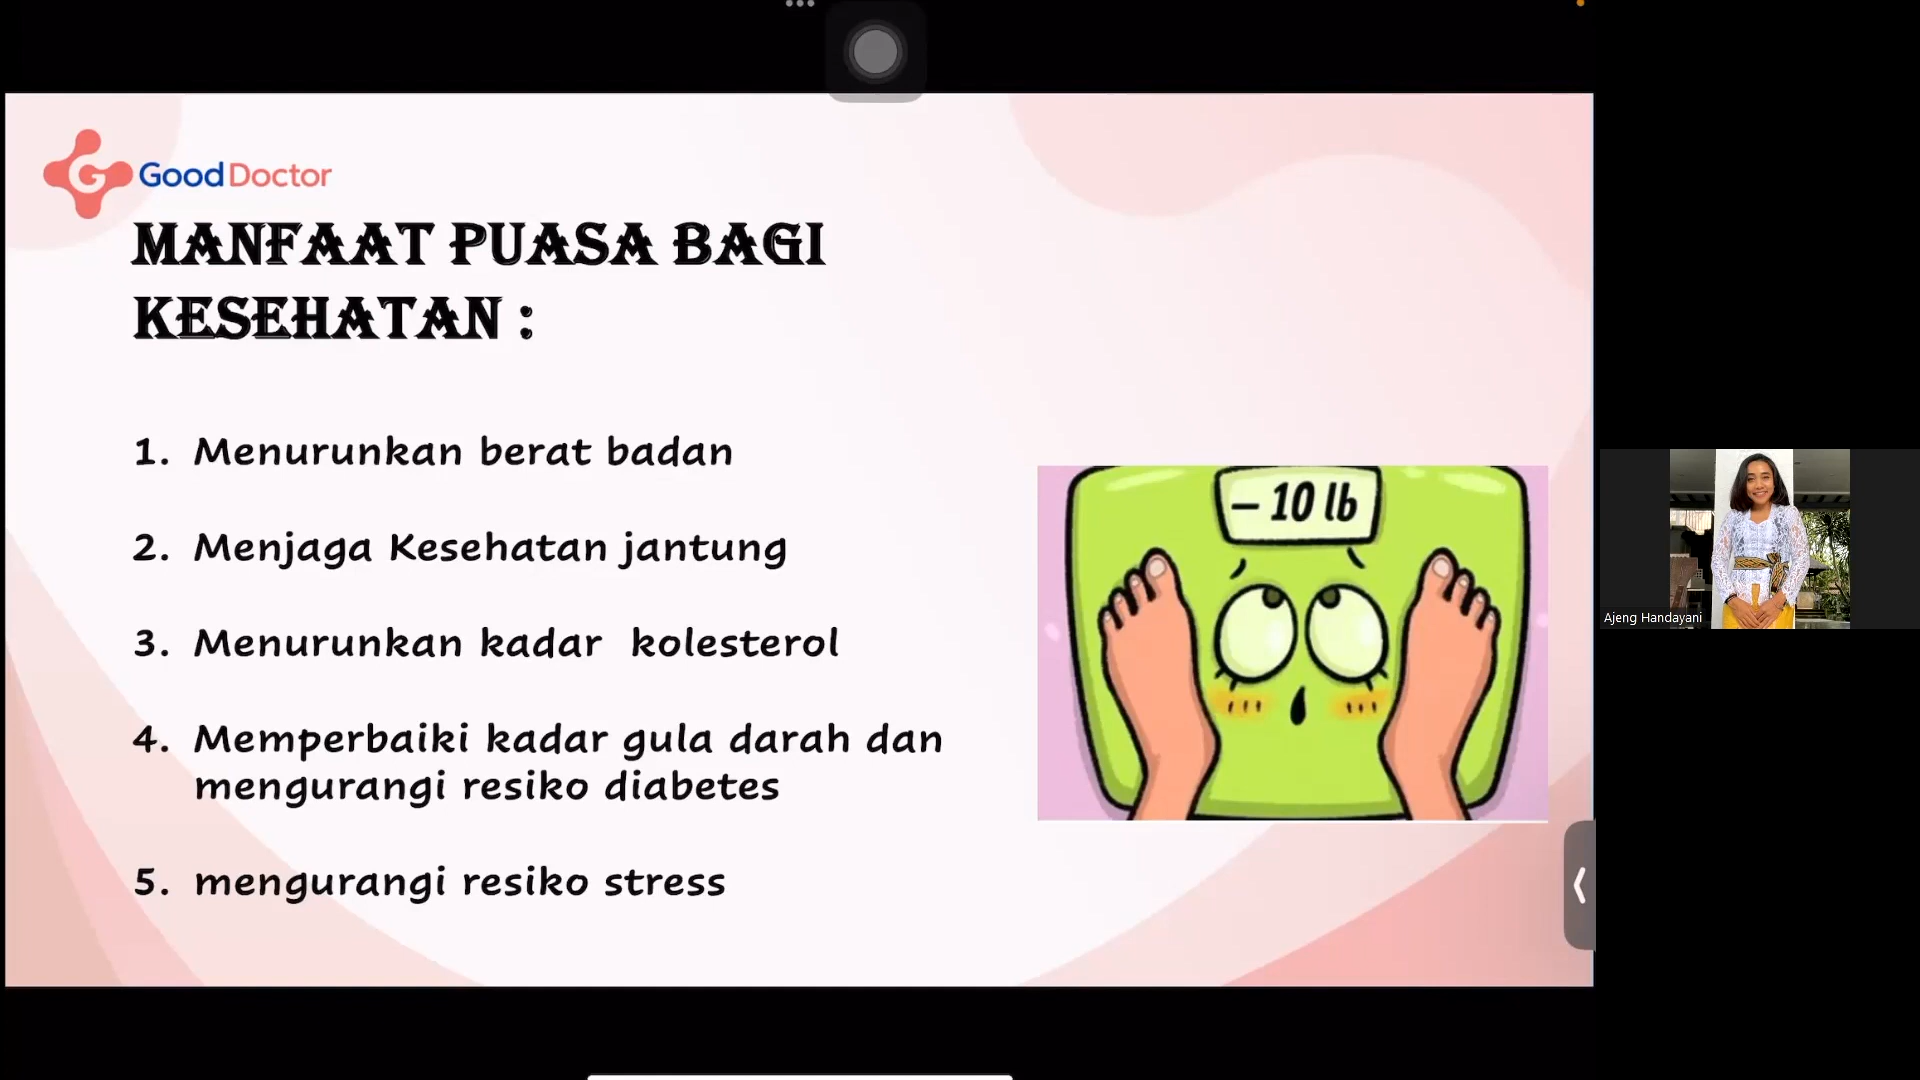 GoodDoctor
MANFAAT PUASA BAGI
KESEHATAN :
1. Menurunkan berat badan
2. Menjaga Kesehatan jantung
3. Menurunkan kadar kolesterol
4. Memperbaiki kadar gula darah dan
mengurangi resiko diabetes
5. mengurangi resiko stress
– 10 lb
Ajeng Handayani